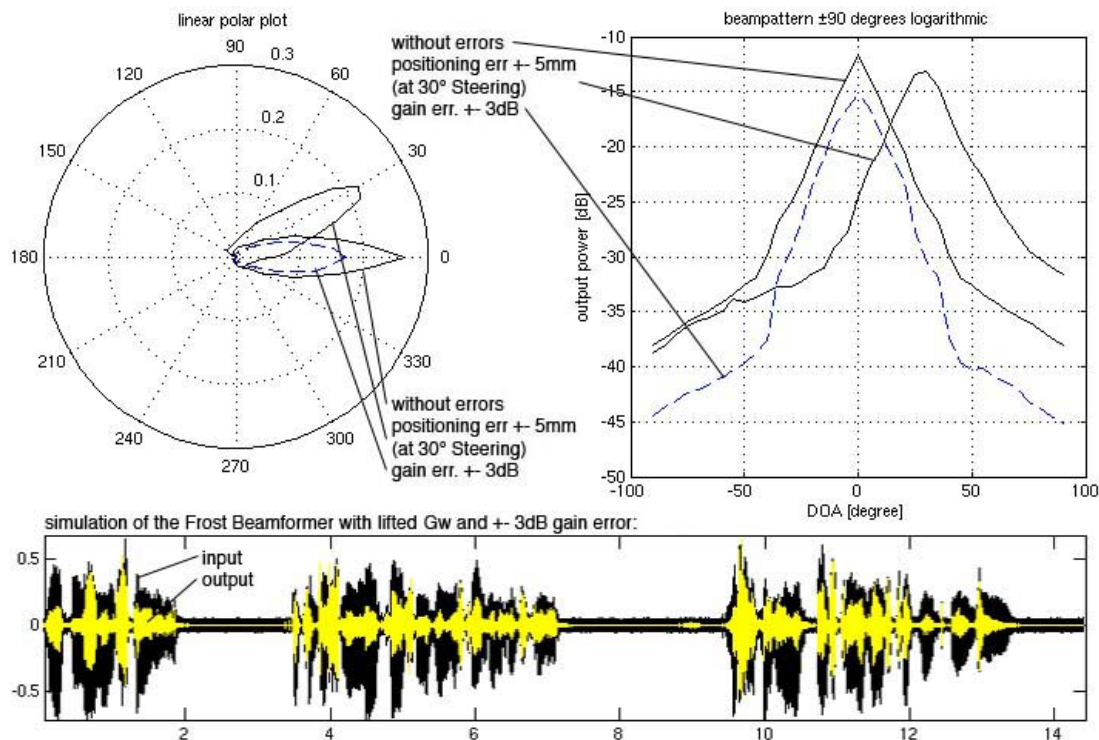 linear polar plot
90
0.3
120
60
0.2
150
30
0.1
180
0
210
330
240
300
270
without errors
positioning err +- 5mm
(at 30° Steering)
gain err. +- 3dB
without errors
positioning err +- 5mm
(at 30° Steering)
gain err. +- 3dB
beampattern ±90 degrees logarithmic
-10
-15
-20
-25
-30
-35
-40
-45
-50
output power [dB]
-100
-50
0
50
100
DOA [degree]
simulation of the Frost Beamformer with lifted Gw and +- 3dB gain error:
input
output
0.5
0
-0.5
2
4
6
8
10
12
14